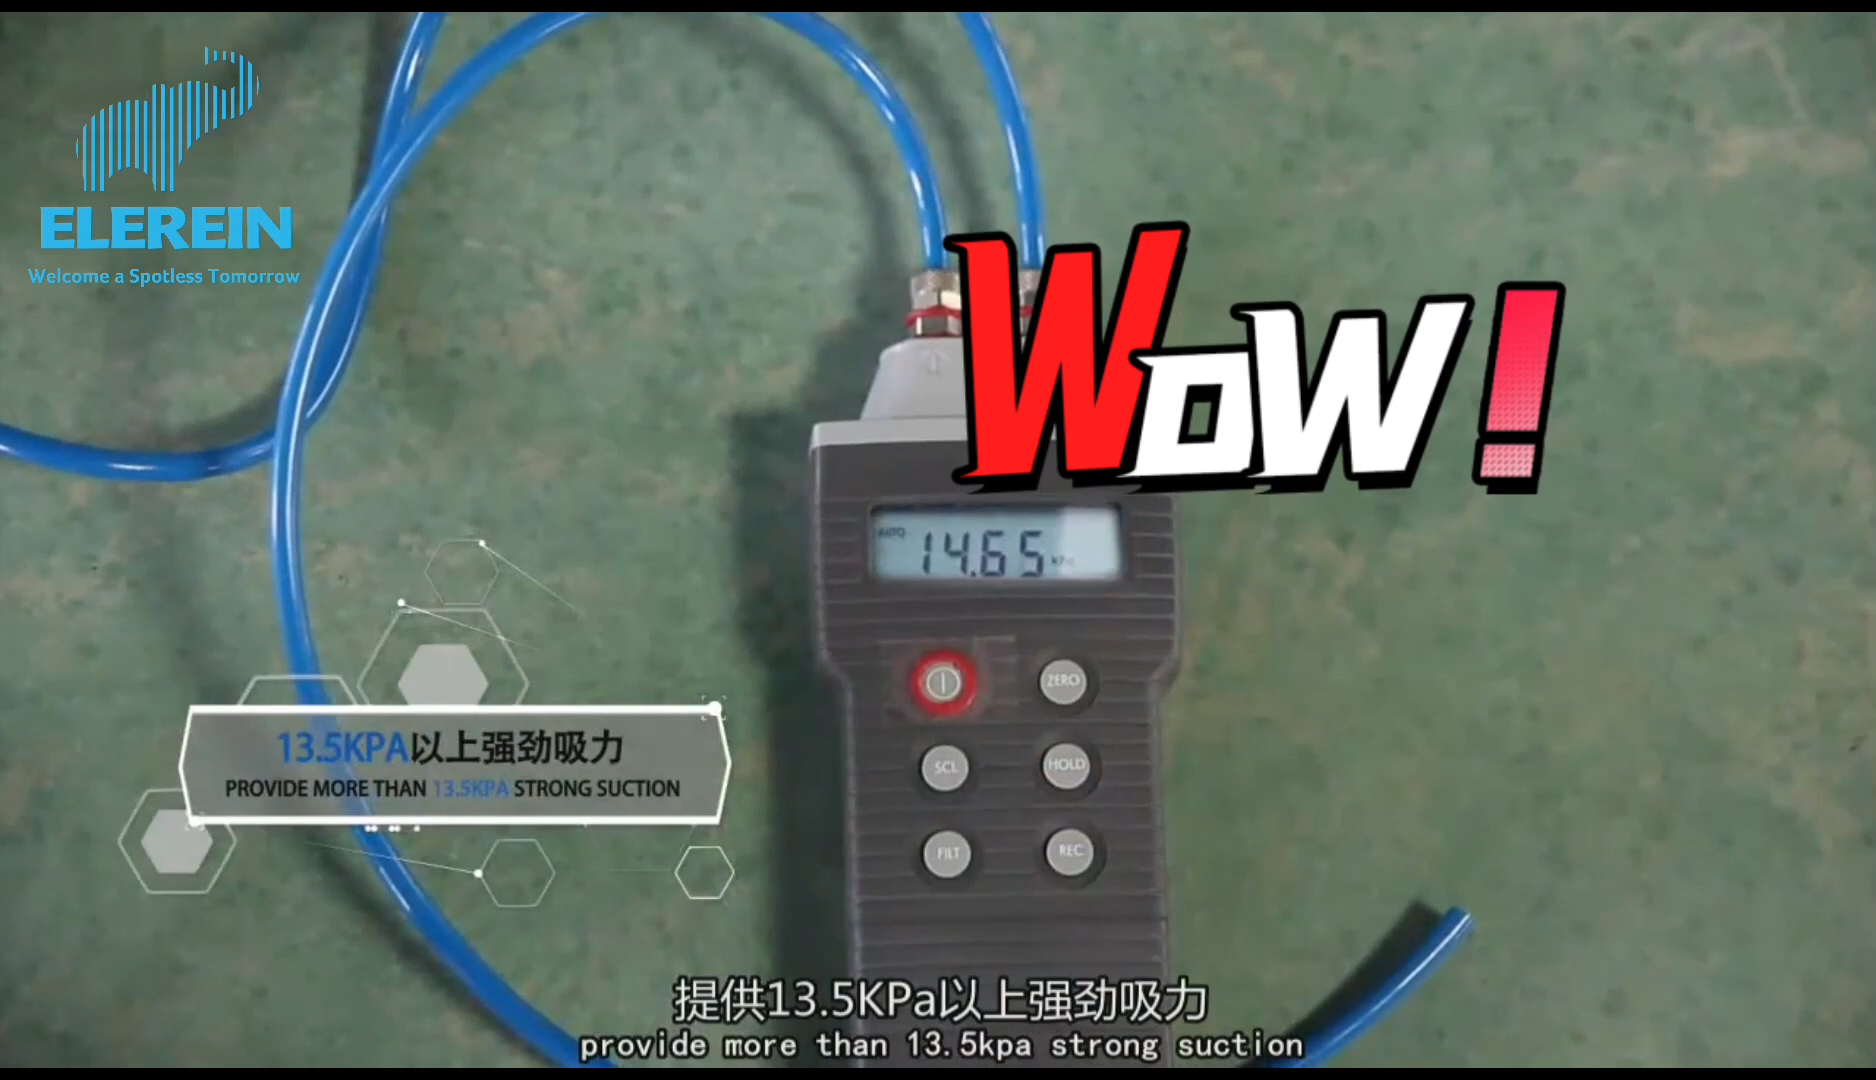 ELEREIN
Welcome a Spotless Tomorrow
WOW!
AUTO
14.65 kPa
ZERO
SCL
HOLD
FILT
REC
13.5KPA以上强劲吸力
PROVIDE MORE THAN 13.5KPA STRONG SUCTION
提供13.5KPa以上强劲吸力
provide more than 13.5kpa strong suction